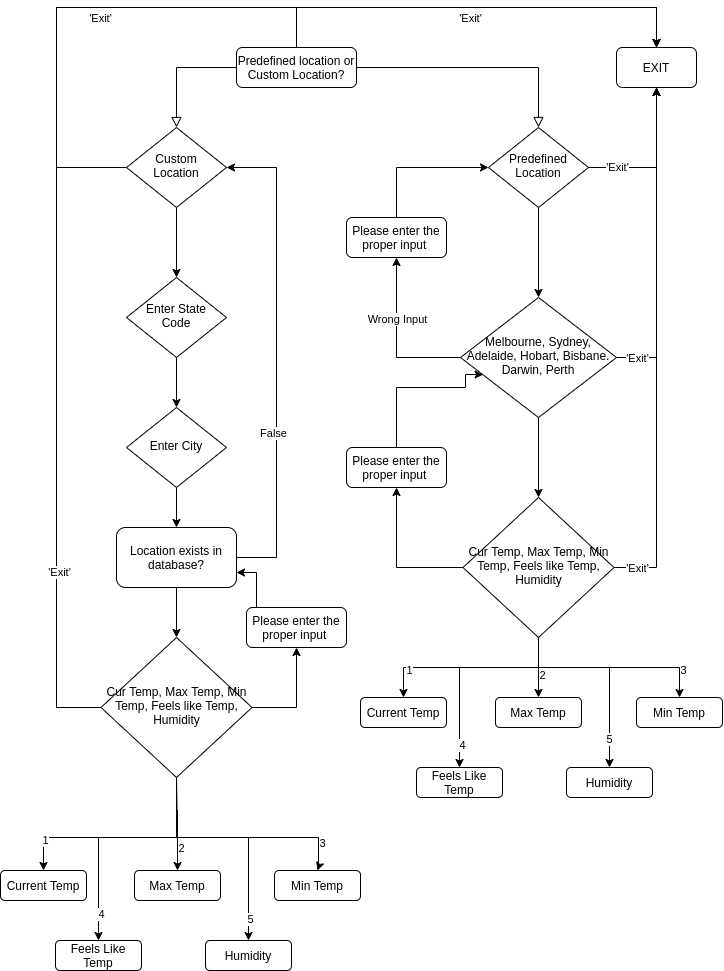 'Exit'
'Exit'
Predefined location or
Custom Location?
EXIT
Custom
Location
Predefined
Location
'Exit'
Please enter the
proper input
Enter State
Code
Wrong Input
Melbourne, Sydney,
Adelaide, Hobart, Bisbane.
Darwin, Perth
'Exit'
Enter City
False
Please enter the
proper input
Location exists in
database?
Cur Temp, Max Temp, Min
Temp, Feels like Temp,
Humidity
'Exit'
'Exit'
Please enter the
proper input
Cur Temp, Max Temp, Min
Temp, Feels like Temp,
Humidity
1
2
3
Current Temp
Max Temp
Min Temp
4
5
Feels Like
Temp
Humidity
1
2
3
Current Temp
Max Temp
Min Temp
4
5
Feels Like
Temp
Humidity